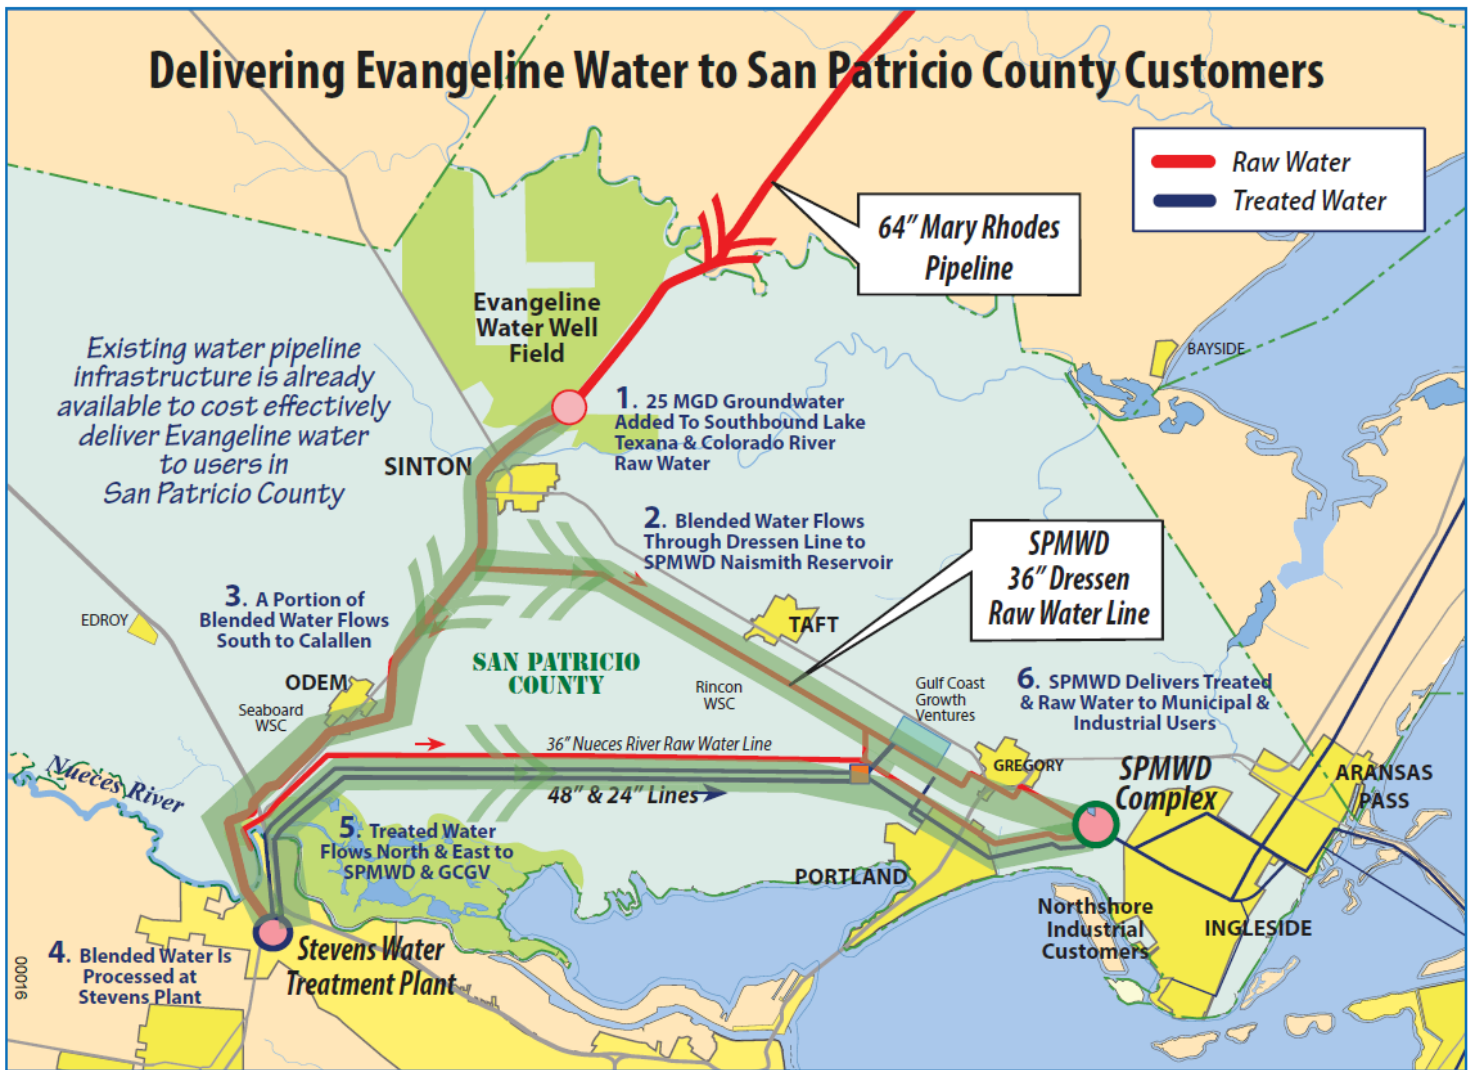 Delivering Evangeline Water to San Patricio County Customers
Raw Water
Treated Water
64" Mary Rhodes
Pipeline
Evangeline
Water Well
Field
Existing water pipeline
infrastructure is already
available to cost effectively
deliver Evangeline water
to users in
San Patricio County
BAYSIDE
1. 25 MGD Groundwater
Added To Southbound Lake
Texana & Colorado River
Raw Water
SINTON
2. Blended Water Flows
Through Dressen Line to
SPMWD Naismith Reservoir
SPMWD
36" Dressen
Raw Water Line
3. A Portion of
Blended Water Flows
South to Calallen
EDROY
TAFT
SAN PATRICIO
COUNTY
ODEM
Seaboard
WSC
Rincon
WSC
Gulf Coast
Growth
Ventures
6. SPMWD Delivers Treated
& Raw Water to Municipal &
Industrial Users
36" Nueces River Raw Water Line
48" & 24" Lines
Nueces River
GREGORY
SPMWD
Complex
ARANSAS
PASS
5. Treated Water
Flows North & East to
SPMWD & GCGV
PORTLAND
Northshore
Industrial
Customers
INGLESIDE
4. Blended Water Is
Processed at
Stevens Plant
Stevens Water
Treatment Plant
00016